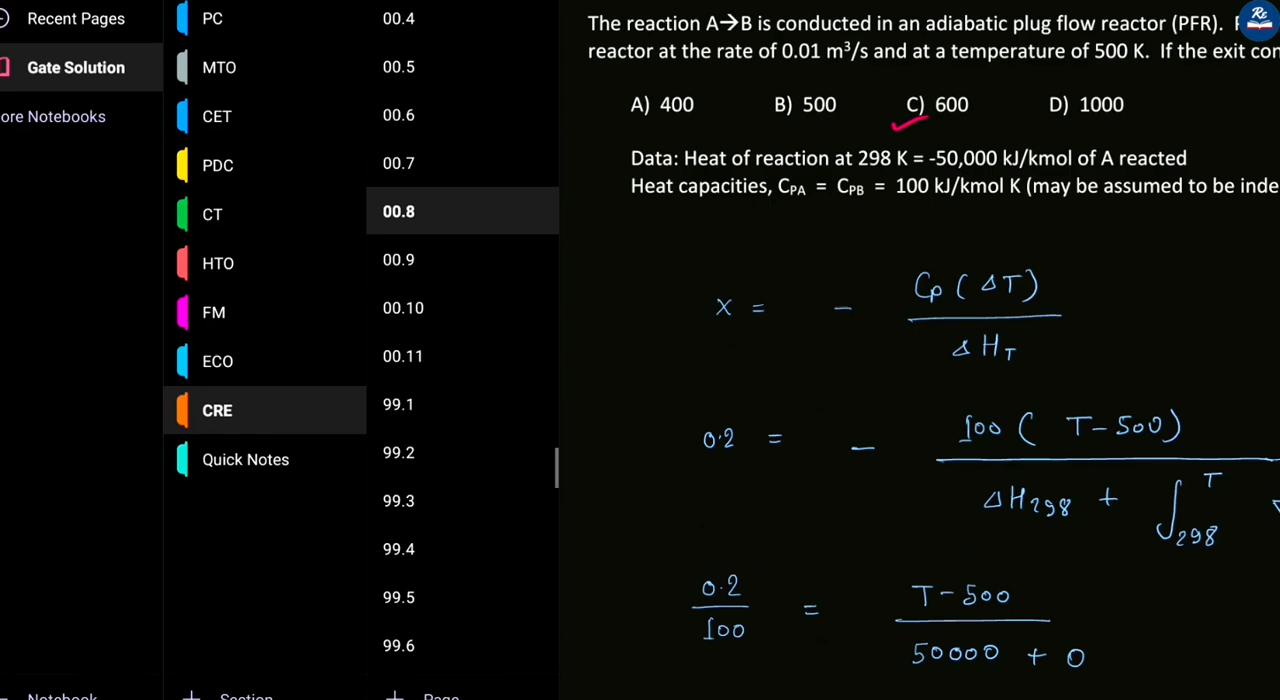 Recent Pages
Gate Solution
ore Notebooks
PC
MTO
CET
PDC
CT
HTO
FM
ECO
CRE
Quick Notes
00.4
00.5
00.6
00.7
00.8
00.9
00.10
00.11
99.1
99.2
99.3
99.4
99.5
99.6
Notebook
+ Section
+ Page
The reaction A→B is conducted in an adiabatic plug flow reactor (PFR).
reactor at the rate of 0.01 m³/s and at a temperature of 500 K. If the exit con
A) 400 B) 500 C) 600 D) 1000
Data: Heat of reaction at 298 K = -50,000 kJ/kmol of A reacted
Heat capacities, CPA = CPB = 100 kJ/kmol K (may be assumed to be inde
Re
x = - Cp (ΔT) / ΔHT
0.2 = - 100 ( T - 500) / ΔH298 + ∫298 T
0.2 / 100 = T - 500 / 50000 + 0